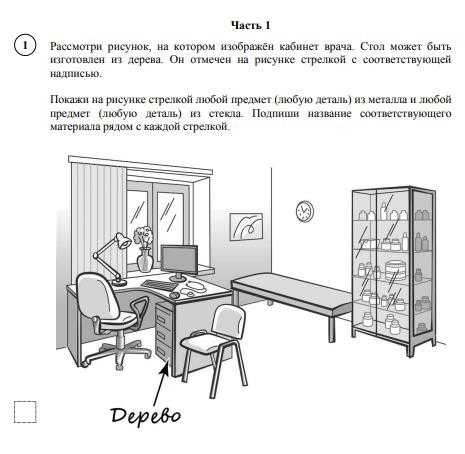 Часть 1
1 Рассмотри рисунок, на котором изображён кабинет врача. Стол может быть
изготовлен из дерева. Он отмечен на рисунке стрелкой с соответствующей
надписью.
Покажи на рисунке стрелкой любой предмет (любую деталь) из металла и любой
предмет (любую деталь) из стекла. Подпиши название соответствующего
материала рядом с каждой стрелкой.
Дерево